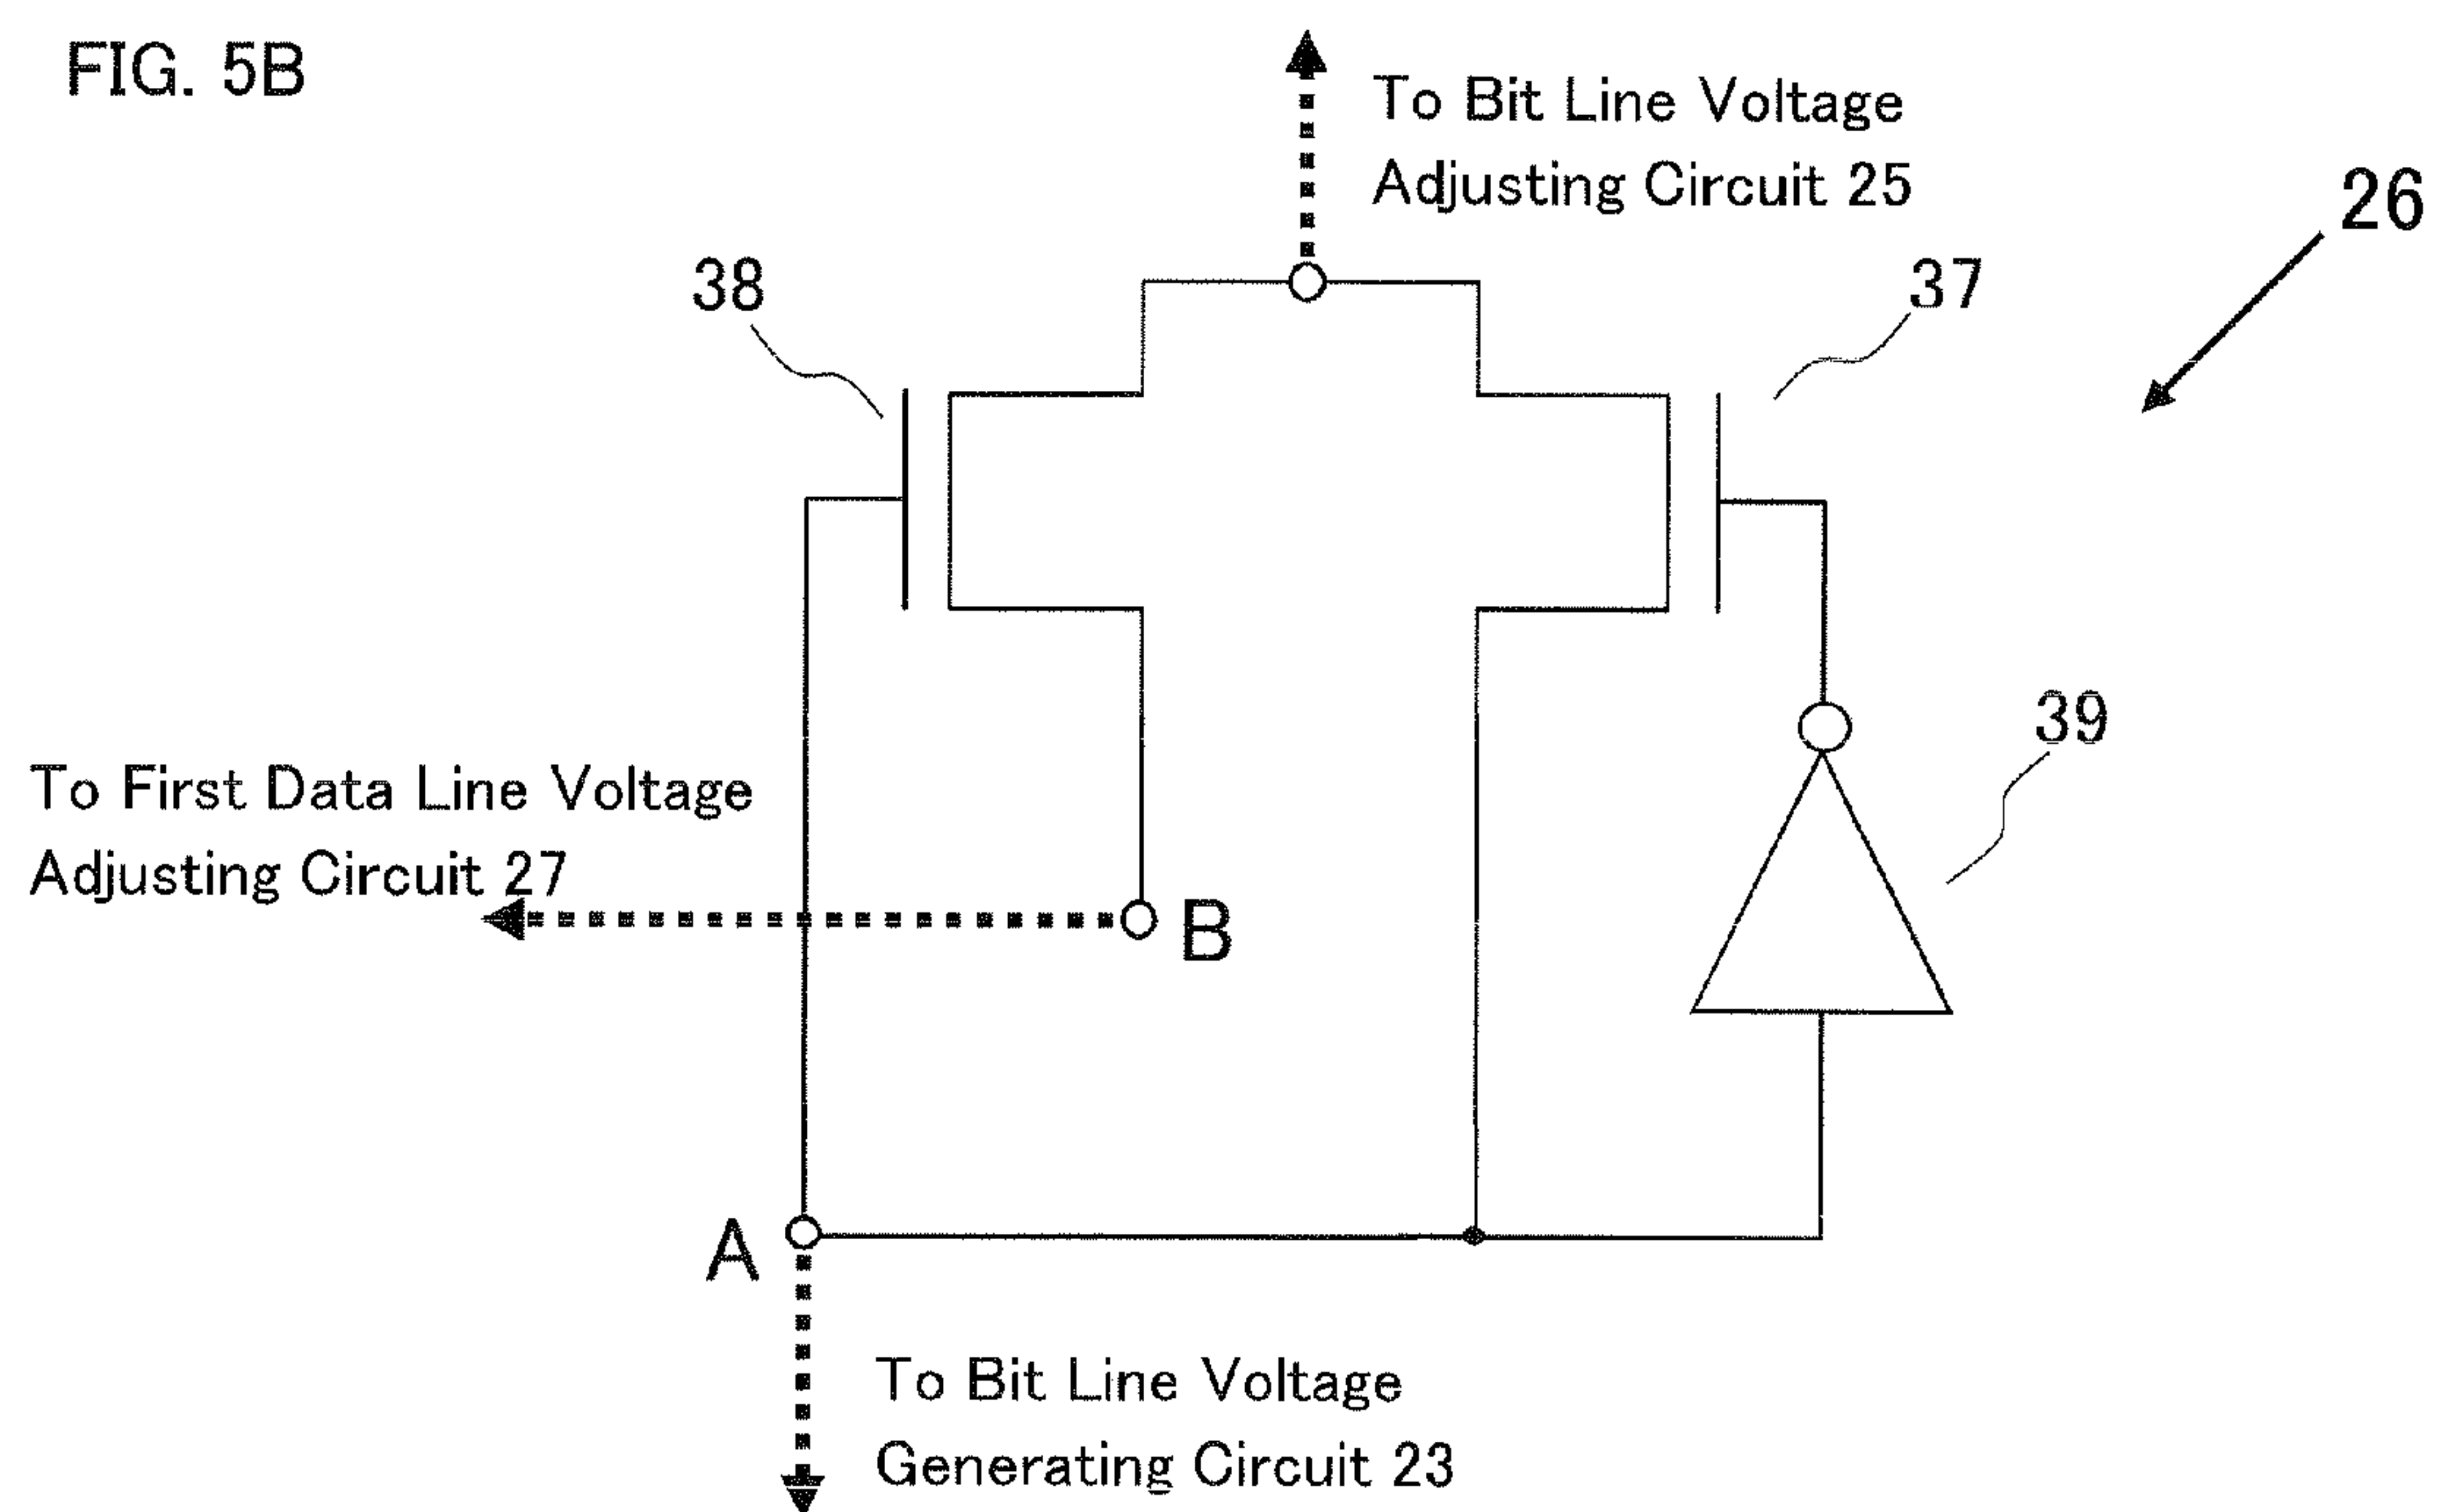 FIG. 5B
To Bit Line Voltage
Adjusting Circuit 25
26
38
37
39
To First Data Line Voltage
Adjusting Circuit 27
B
A
To Bit Line Voltage
Generating Circuit 23